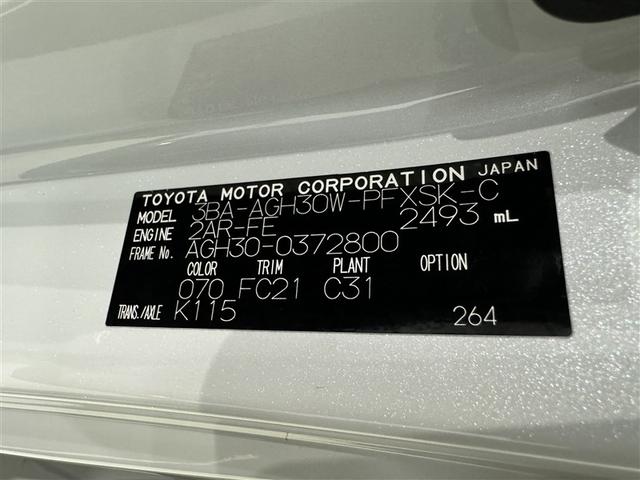 TOYOTA MOTOR CORPORATION JAPAN
MODEL 3BA-AGH30W-PFXSK-C
ENGINE 2AR-FE 2493 mL
FRAME No. AGH30-0372800
COLOR TRIM PLANT OPTION
070 FC21 C31
TRANS./AXLE K115 264